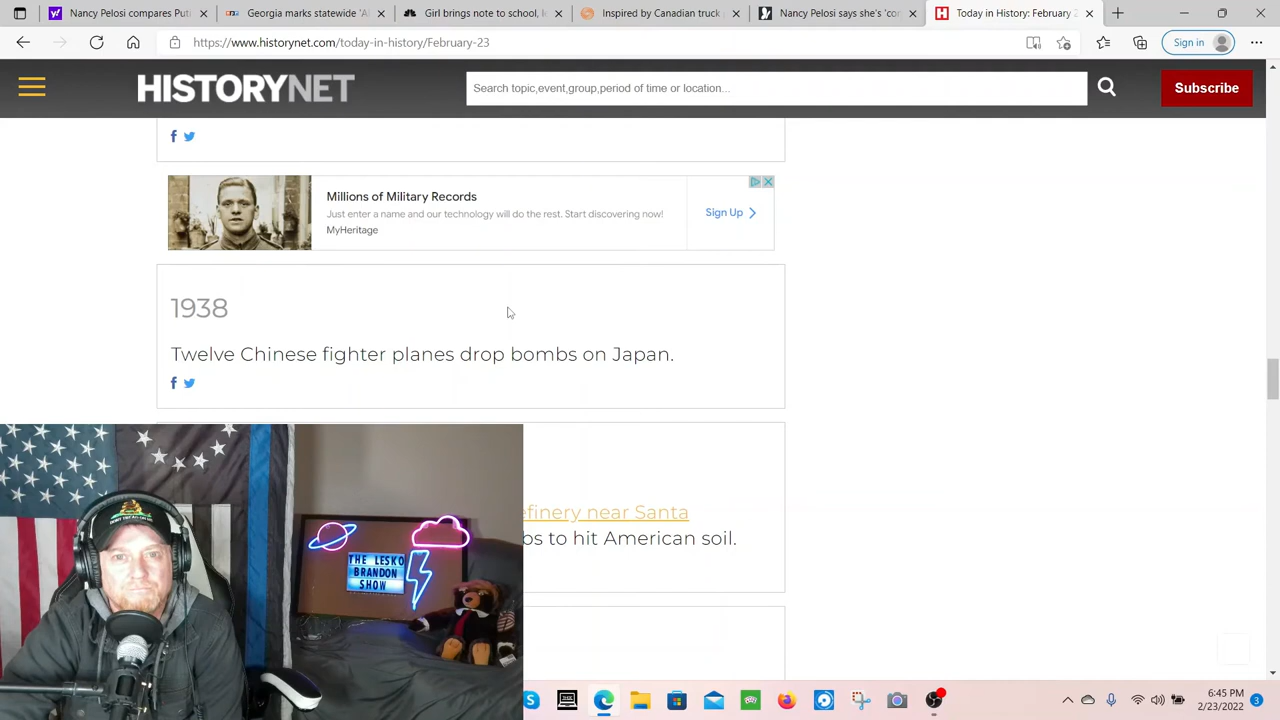 Nancy Pelosi compares Put
Georgia marks statewide 'Al
Girl brings me to school, l
Inspired by Canadian truck
Nancy Pelosi says she's 'co
Today in History: February 2
https://www.historynet.com/today-in-history/February-23
Sign in
HISTORYNET
Search topic,event,group,period of time or location...
Subscribe
Millions of Military Records
Just enter a name and our technology will do the rest. Start discovering now!
MyHeritage
Sign Up
1938
Twelve Chinese fighter planes drop bombs on Japan.
efinery near Santa
bs to hit American soil.
THE LESKO
BRANDON
SHOW
6:45 PM
2/23/2022
3